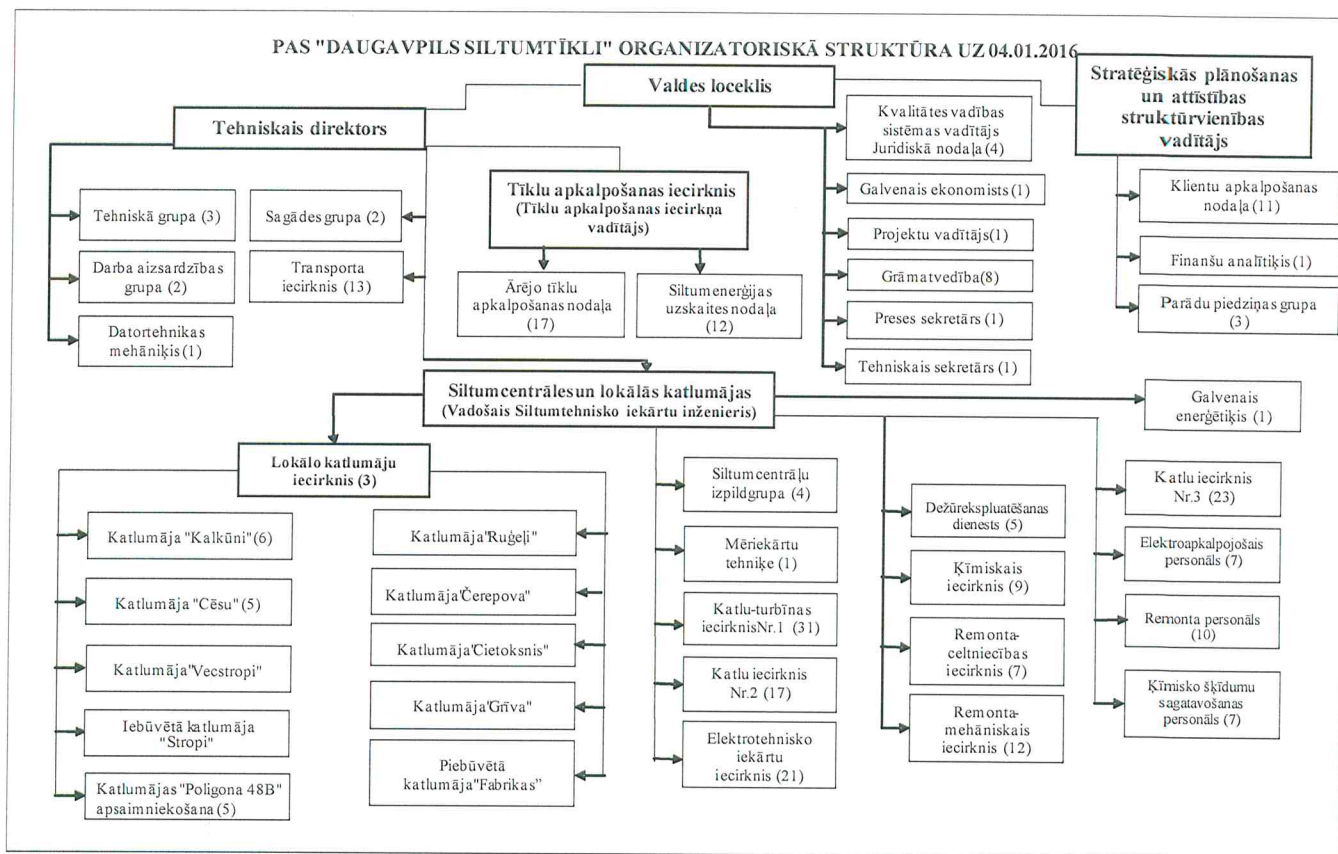 PAS "DAUGAVPILS SILTUMTĪKLI" ORGANIZATORISKĀ STRUKTŪRA UZ 04.01.2016
Valdes loceklis
Stratēģiskās plānošanas
un attīstības
struktūrvienības
vadītājs
Tehniskais direktors
Kvalitātes vadības
sistēmas vadītājs
Juridiskā nodaļa (4)
Tīklu apkalpošanas iecirknis
(Tīklu apkalpošanas iecirkņa
vadītājs)
Tehniskā grupa (3)
Sagādes grupa (2)
Galvenais ekonomists (1)
Klientu apkalpošanas
nodaļa (11)
Projektu vadītājs(1)
Darba aizsardzības
grupa (2)
Transporta
iecirknis (13)
Ārējo tīklu
apkalpošanas nodaļa
(17)
Siltumenerģijas
uzskaites nodaļa
(12)
Grāmatvedība(8)
Finanšu analītiķis (1)
Datortehnikas
mehāniķis (1)
Preses sekretārs (1)
Parādu piedziņas grupa
(3)
Tehniskais sekretārs (1)
Siltumcentrāles un lokālās katlumājas
(Vadošais Siltumtehnisko iekārtu inženieris)
Galvenais
enerģētiķis (1)
Lokālo katlumāju
iecirknis (3)
Katlumāja "Kalkūni" (6)
Katlumāja "Cēsu" (5)
Katlumāja "Vecstropi"
Iebūvētā katlumāja
"Stropi"
Katlumājas "Poligona 48B"
apsaimniekošana (5)
Katlumāja "Ruģeļi"
Katlumāja "Čerepova"
Katlumāja "Cietoksnis"
Katlumāja "Grīva"
Piebūvētā
katlumāja "Fabrikas"
Siltumcentrāļu
izpildgrupa (4)
Mēriekārtu
tehniķe (1)
Katlu-turbīnas
iecirknis Nr.1 (31)
Katlu iecirknis
Nr.2 (17)
Elektrotehnisko
iekārtu
iecirknis (21)
Dežūrekspluatēšanas
dienests (5)
Ķīmiskais
iecirknis (9)
Remonta-
celtniecības
iecirknis (7)
Remonta-
mehāniskais
iecirknis (12)
Katlu iecirknis
Nr.3 (23)
Elektroapkalpojošais
personāls (7)
Remonta personāls
(10)
Ķīmisko šķīdumu
sagatavošanas
personāls (7)